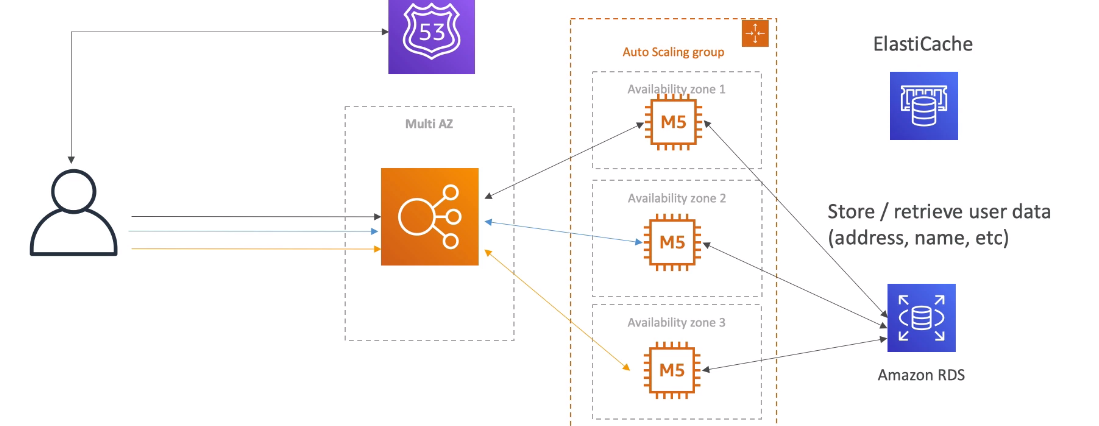 53
Auto Scaling group
ElastiCache
Availability zone 1
M5
Multi AZ
Availability zone 2
M5
Store / retrieve user data
(address, name, etc)
Availability zone 3
M5
Amazon RDS